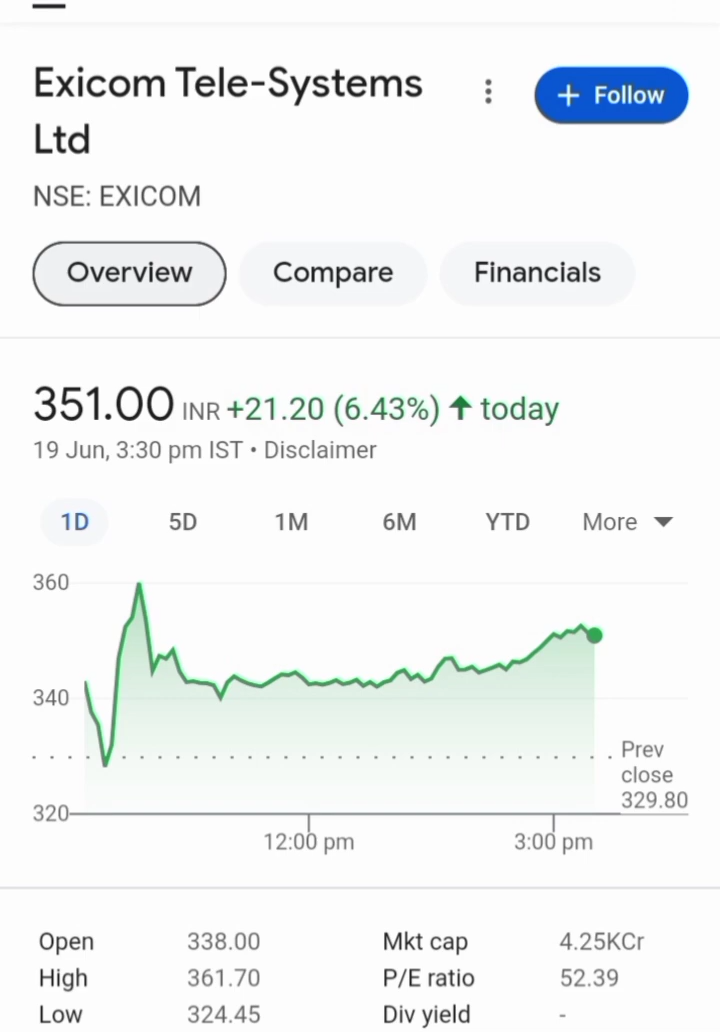 Exicom Tele-Systems
Ltd
+ Follow
NSE: EXICOM
Overview
Compare
Financials
351.00 INR +21.20 (6.43%) ↑ today
19 Jun, 3:30 pm IST • Disclaimer
1D 5D 1M 6M YTD More
360
340
320
Prev
close
329.80
12:00 pm 3:00 pm
Open 338.00 Mkt cap 4.25KCr
High 361.70 P/E ratio 52.39
Low 324.45 Div yield -